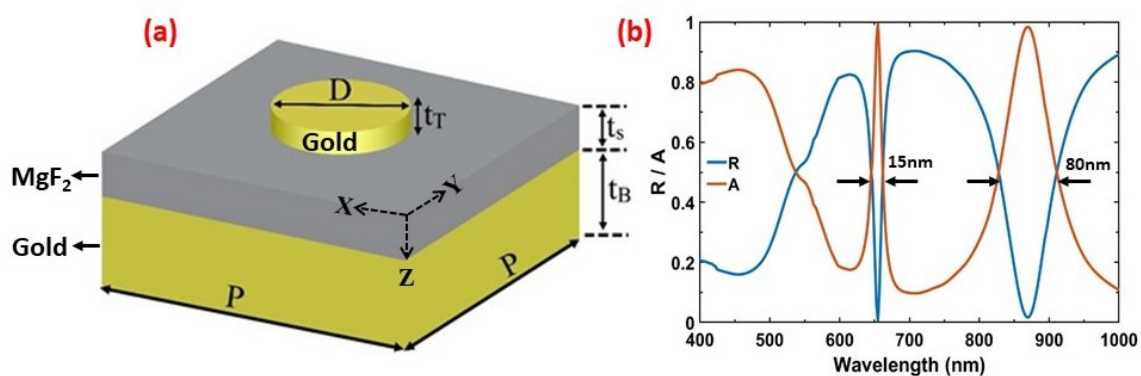 (a)
D
t_T
Gold
t_s
MgF₂
t_B
X
Y
Z
Gold
P
P
(b)
R / A
1
0.8
0.6
0.4
0.2
0
R
A
15nm
80nm
400 500 600 700 800 900 1000
Wavelength (nm)